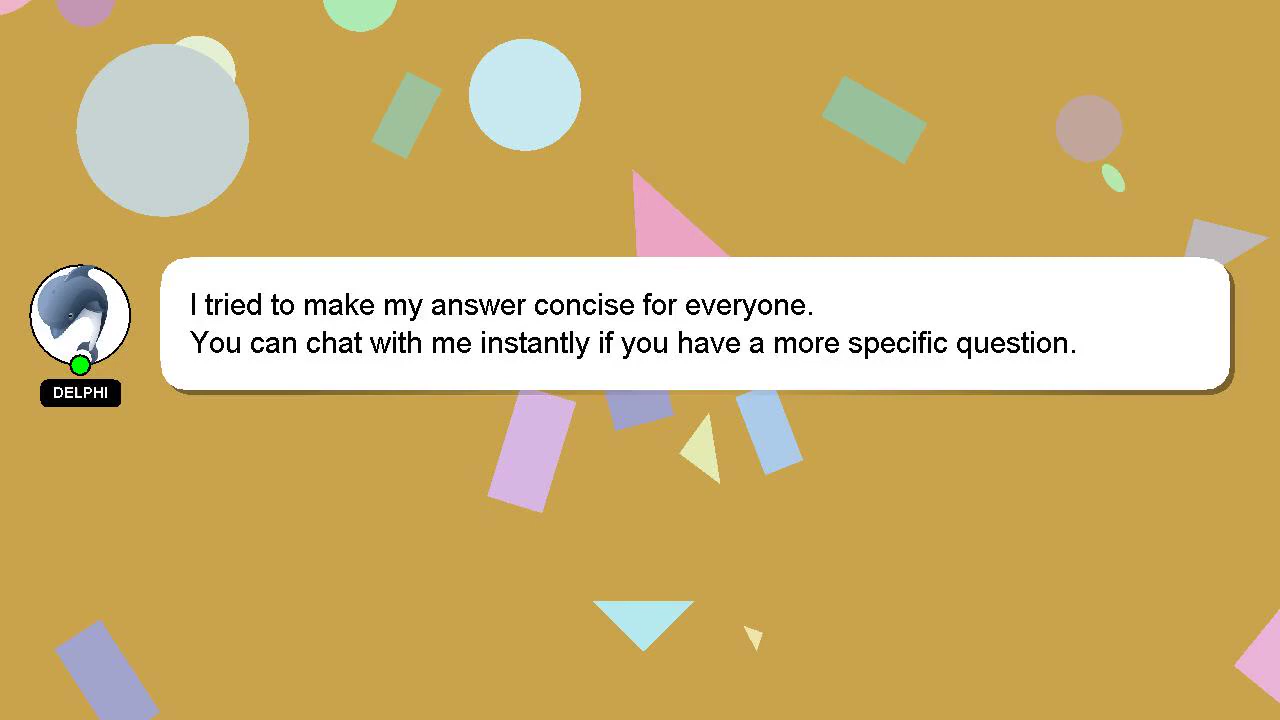 I tried to make my answer concise for everyone.
You can chat with me instantly if you have a more specific question.
DELPHI